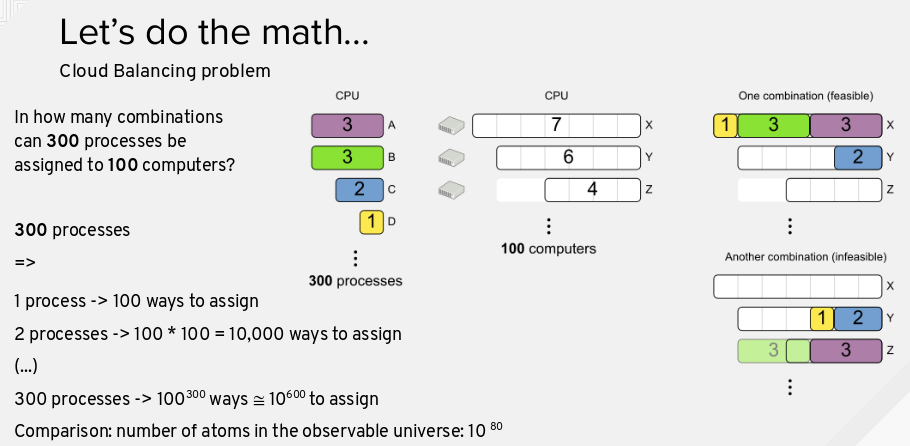 Let's do the math...
Cloud Balancing problem
In how many combinations
can 300 processes be
assigned to 100 computers?
300 processes
=>
1 process -> 100 ways to assign
2 processes -> 100 * 100 = 10,000 ways to assign
(...)
300 processes -> 100³⁰⁰ ways ≅ 10⁶⁰⁰ to assign
Comparison: number of atoms in the observable universe: 10 ⁸⁰
CPU
3 A
3 B
2 C
1 D
300 processes
CPU
7 X
6 Y
4 Z
100 computers
One combination (feasible)
1 3 3 X
2 Y
Z
Another combination (infeasible)
X
1 2 Y
3 3 Z